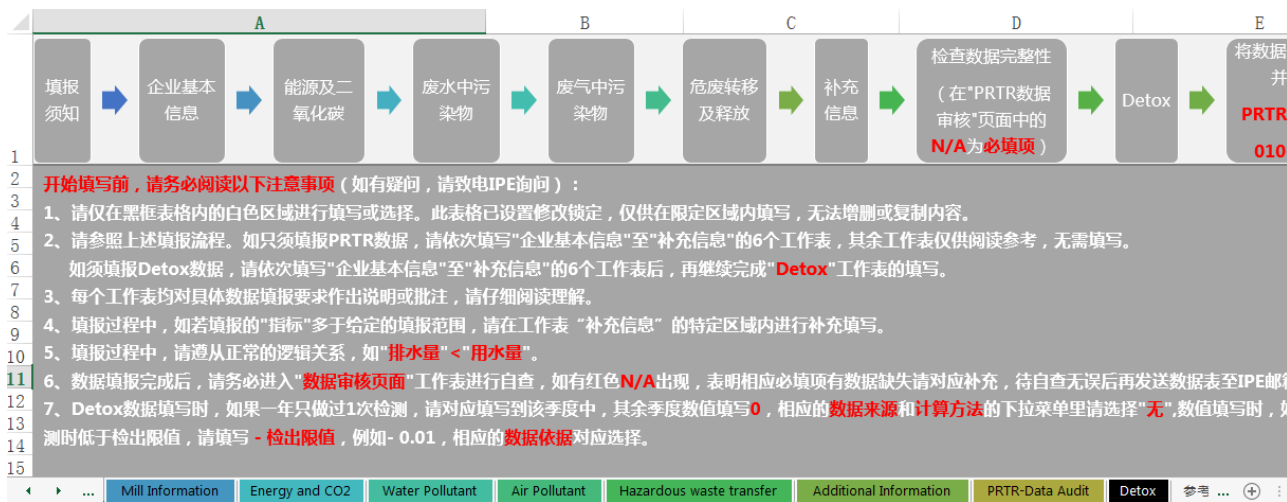 A B C D E
填报
须知
企业基本
信息
能源及二
氧化碳
废水中污
染物
废气中污
染物
危废转移
及释放
补充
信息
检查数据完整性
（在"PRTR数据
审核"页面中的
N/A为必填项）
Detox
将数据
并
PRTR
010
1
2 开始填写前，请务必阅读以下注意事项（如有疑问，请致电IPE询问）：
3 1、请仅在黑框表格内的白色区域进行填写或选择。此表格已设置修改锁定，仅供在限定区域内填写，无法增删或复制内容。
4
5 2、请参照上述填报流程。如只须填报PRTR数据，请依次填写"企业基本信息"至"补充信息"的6个工作表，其余工作表仅供阅读参考，无需填写。
6 如须填报Detox数据，请依次填写"企业基本信息"至"补充信息"的6个工作表后，再继续完成"Detox"工作表的填写。
7 3、每个工作表均对具体数据填报要求作出说明或批注，请仔细阅读理解。
8
9 4、填报过程中，如若填报的"指标"多于给定的填报范围，请在工作表“补充信息”的特定区域内进行补充填写。
10 5、填报过程中，请遵从正常的逻辑关系，如"排水量"<"用水量"。
11 6、数据填报完成后，请务必进入"数据审核页面"工作表进行自查，如有红色N/A出现，表明相应必填项有数据缺失请对应补充，待自查无误后再发送数据表至IPE邮
12
13 7、Detox数据填写时，如果一年只做过1次检测，请对应填写到该季度中，其余季度数值填写0，相应的数据来源和计算方法的下拉菜单里请选择"无",数值填写时，
14 测时低于检出限值，请填写 - 检出限值，例如- 0.01，相应的数据依据对应选择。
15
... Mill Information Energy and CO2 Water Pollutant Air Pollutant Hazardous waste transfer Additional Information PRTR-Data Audit Detox 参考 ...